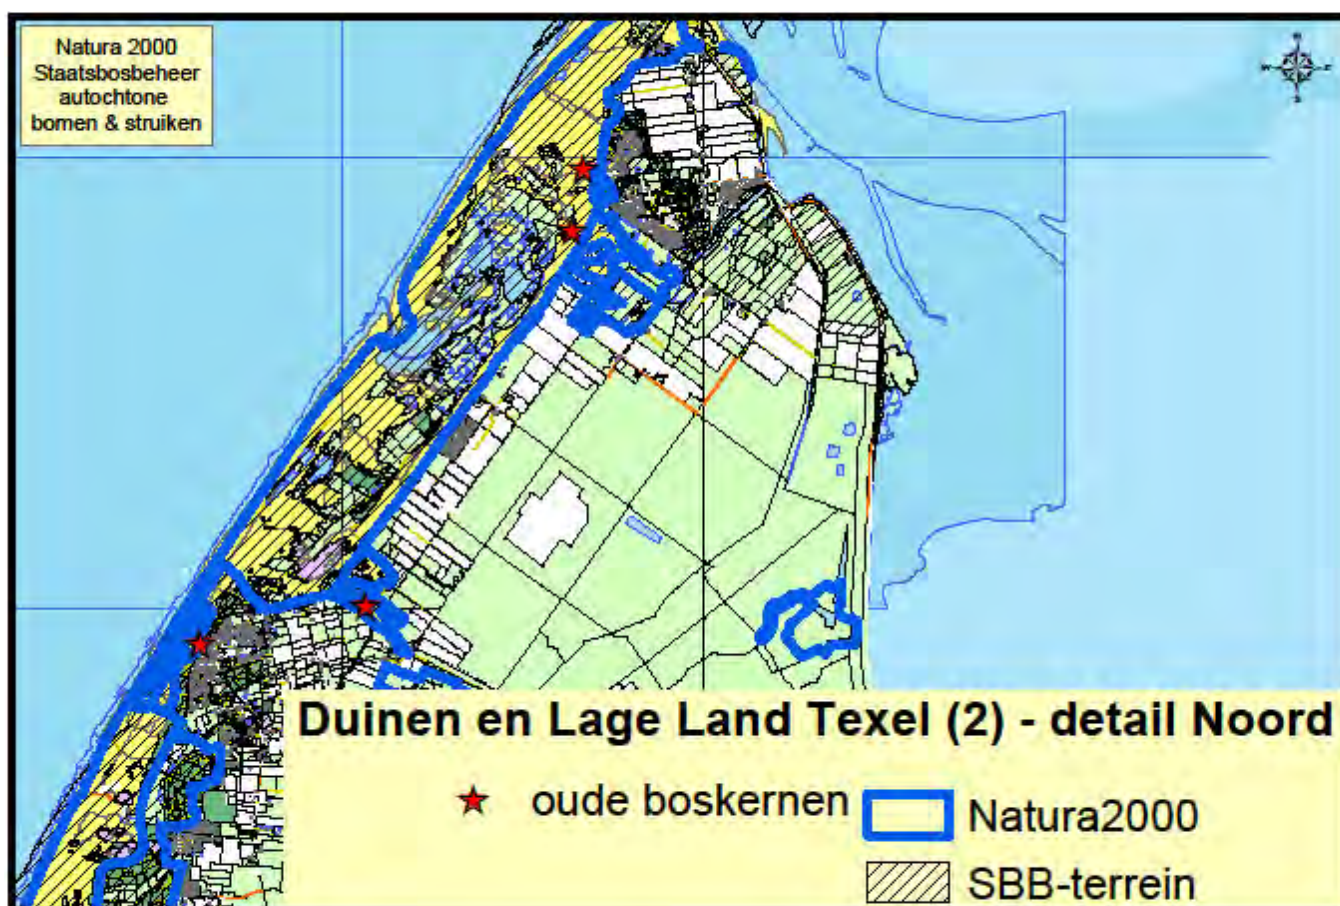 Natura 2000
Staatsbosbeheer
autochtone
bomen & struiken
Duinen en Lage Land Texel (2) - detail Noord
oude boskernen
Natura2000
SBB-terrein